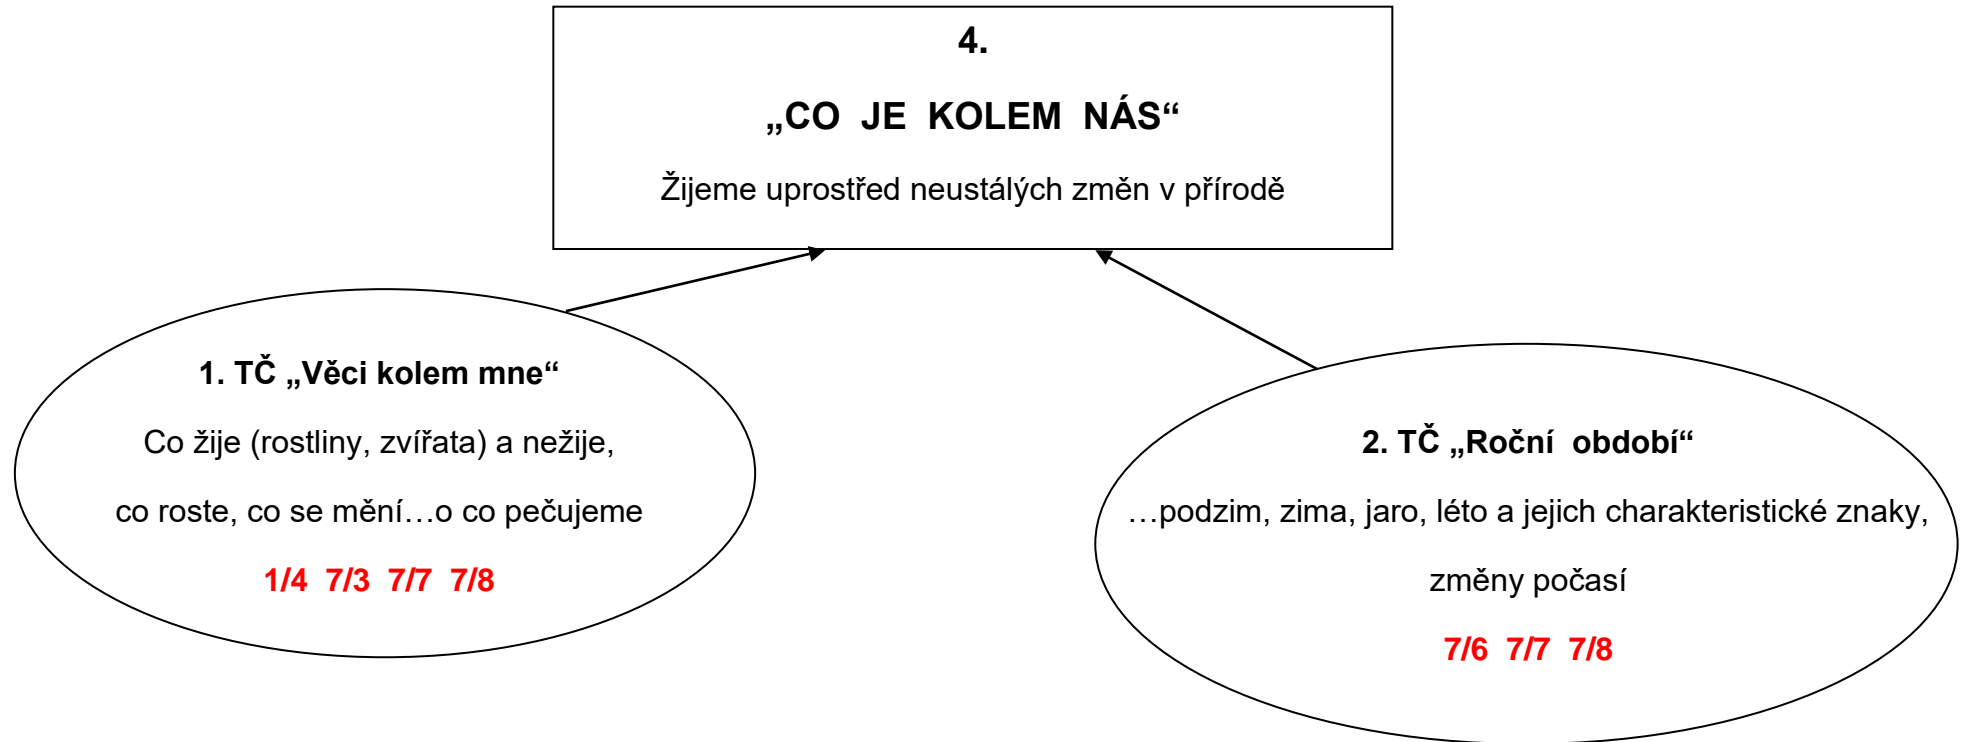 4.
„CO JE KOLEM NÁS“
Žijeme uprostřed neustálých změn v přírodě
1. TČ „Věci kolem mne“
Co žije (rostliny, zvířata) a nežije,
co roste, co se mění…o co pečujeme
1/4 7/3 7/7 7/8
2. TČ „Roční období“
…podzim, zima, jaro, léto a jejich charakteristické znaky,
změny počasí
7/6 7/7 7/8